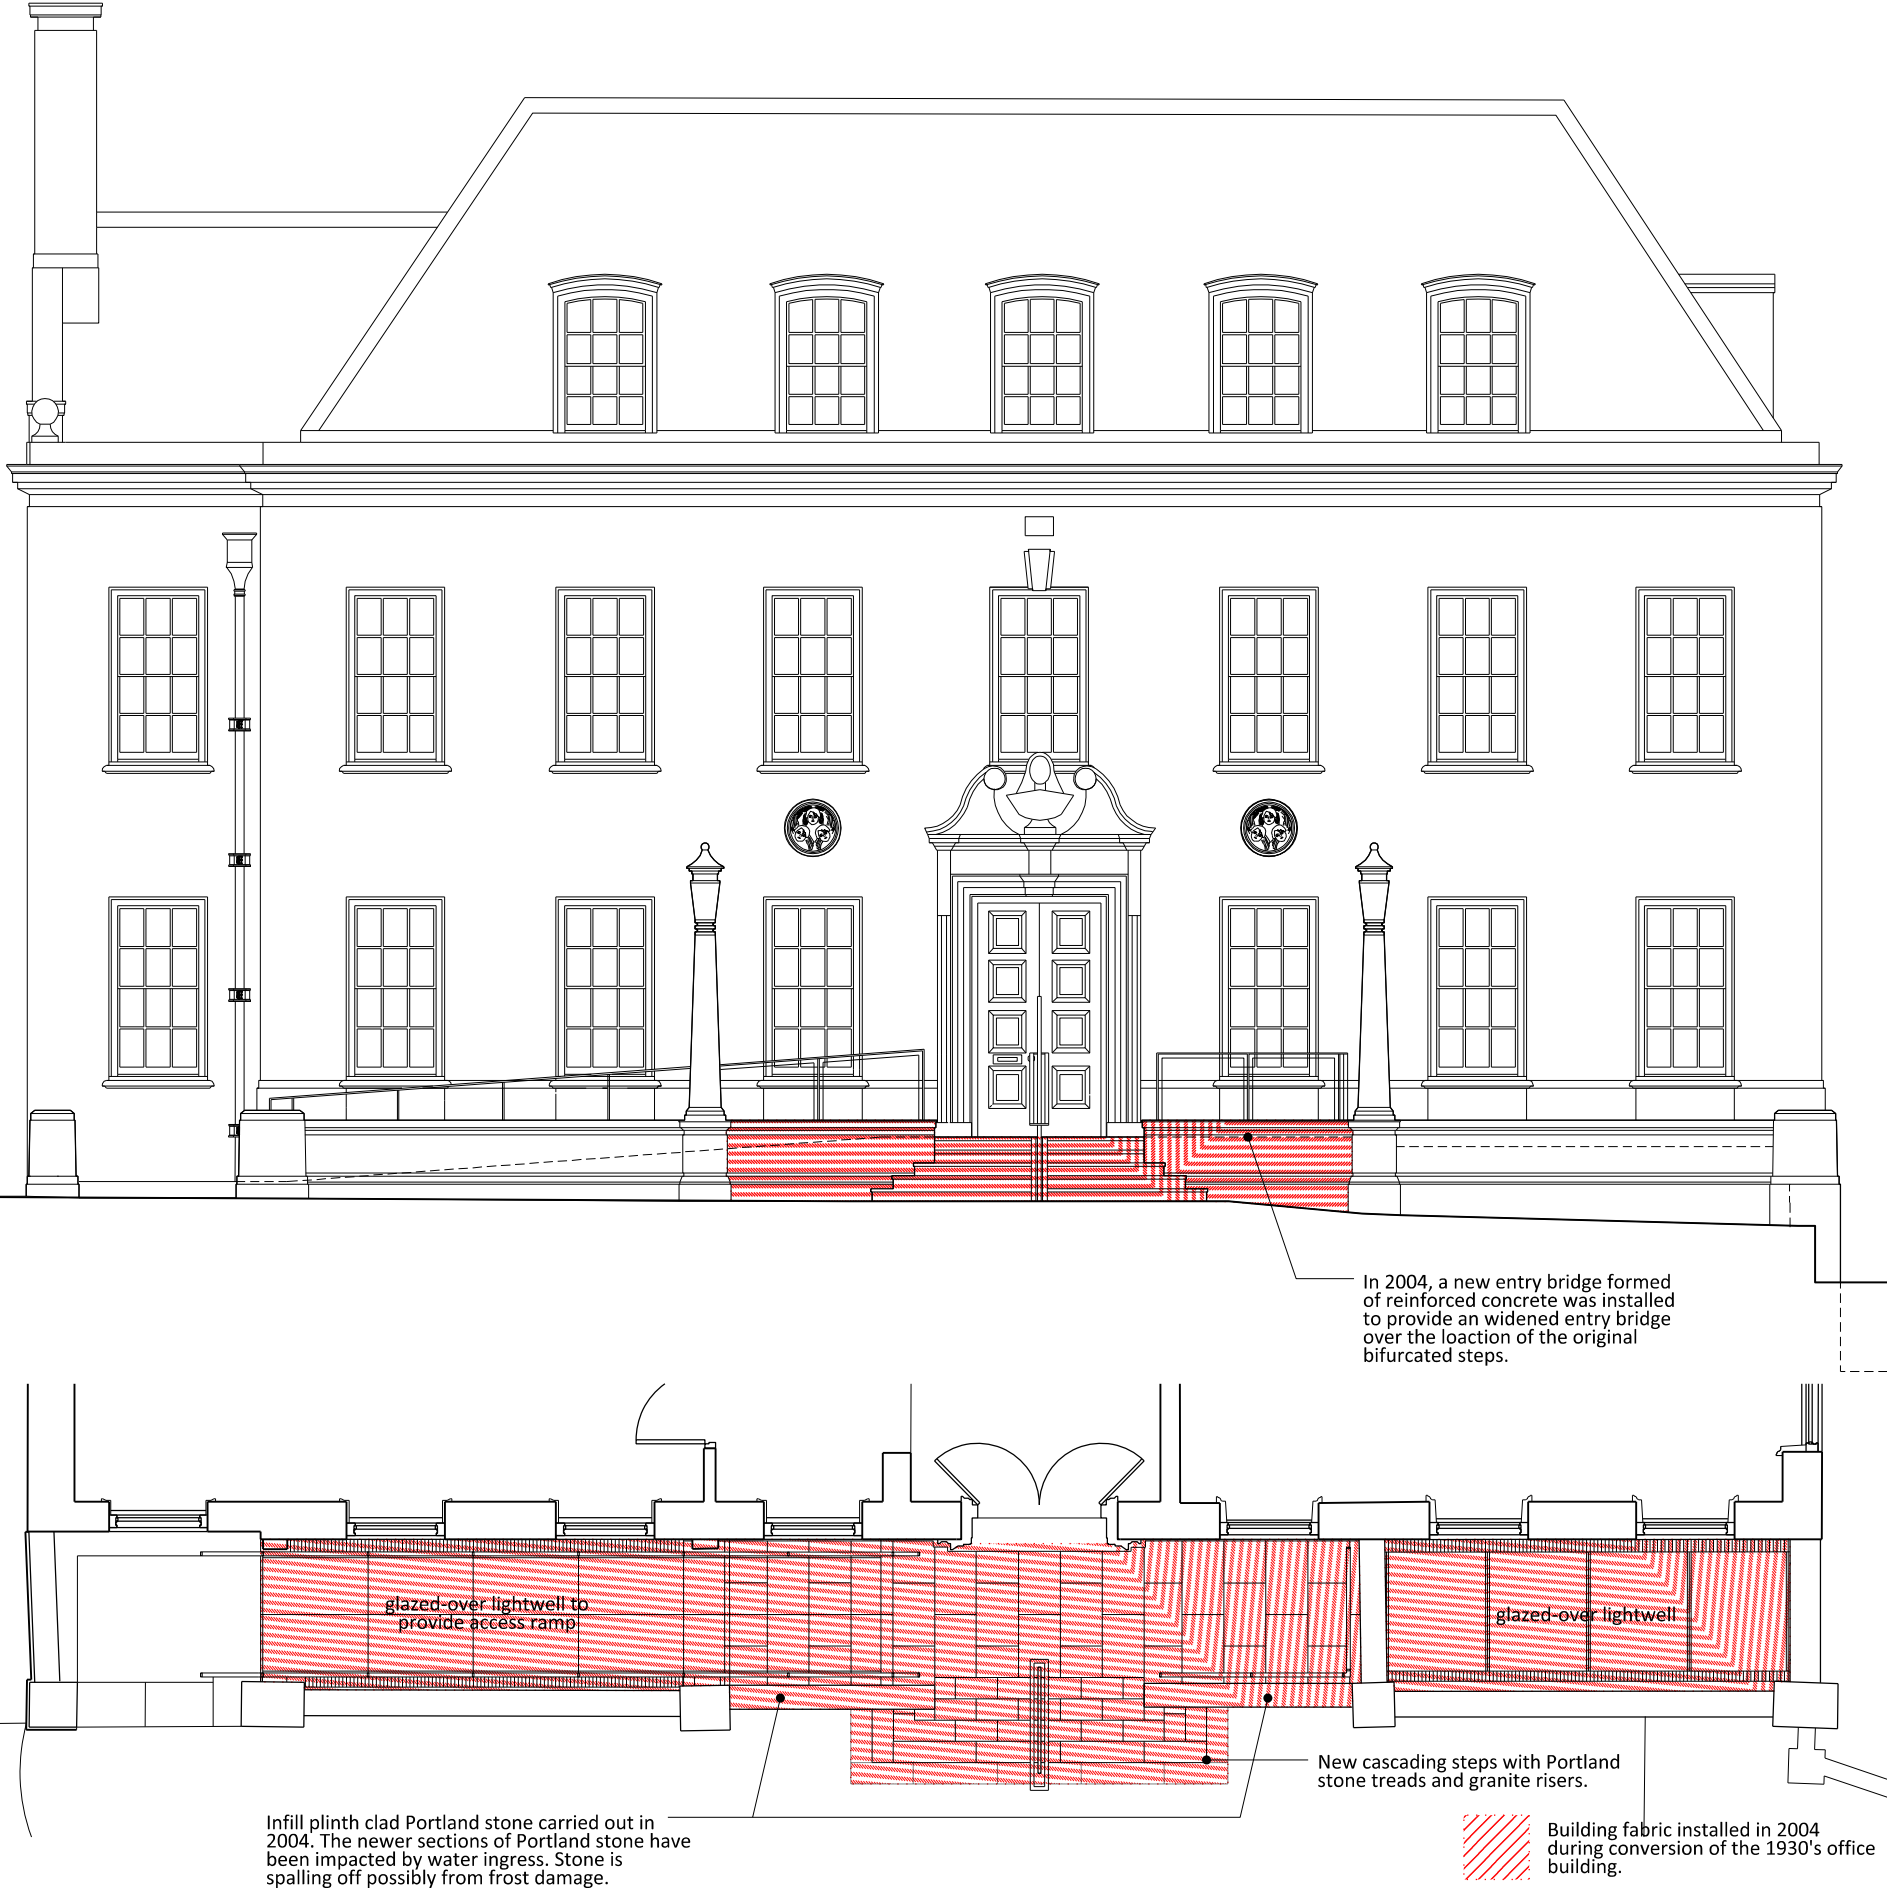 In 2004, a new entry bridge formed
of reinforced concrete was installed
to provide an widened entry bridge
over the loaction of the original
bifurcated steps.
glazed-over lightwell to
provide access ramp
glazed-over lightwell
New cascading steps with Portland
stone treads and granite risers.
Infill plinth clad Portland stone carried out in
2004. The newer sections of Portland stone have
been impacted by water ingress. Stone is
spalling off possibly from frost damage.
Building fabric installed in 2004
during conversion of the 1930's office
building.